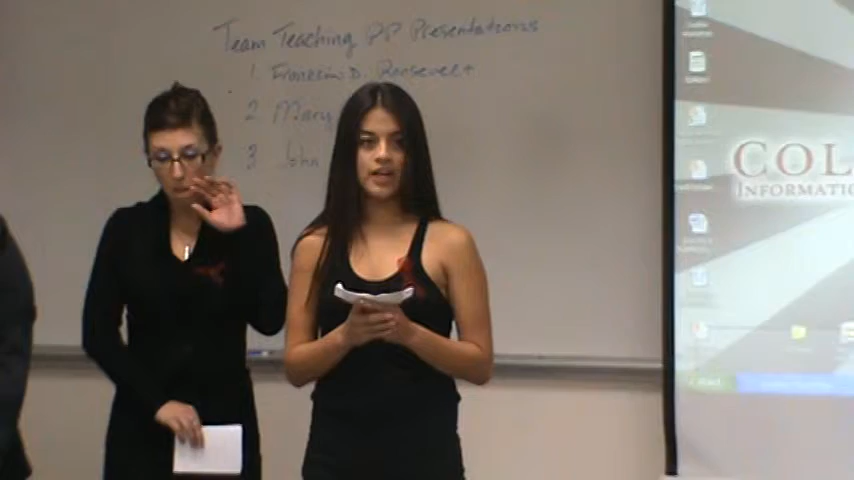 Team Teaching PP Presentations
1. Franklin D. Roosevelt
2 Mary
3 John
COL
INFORMATIO